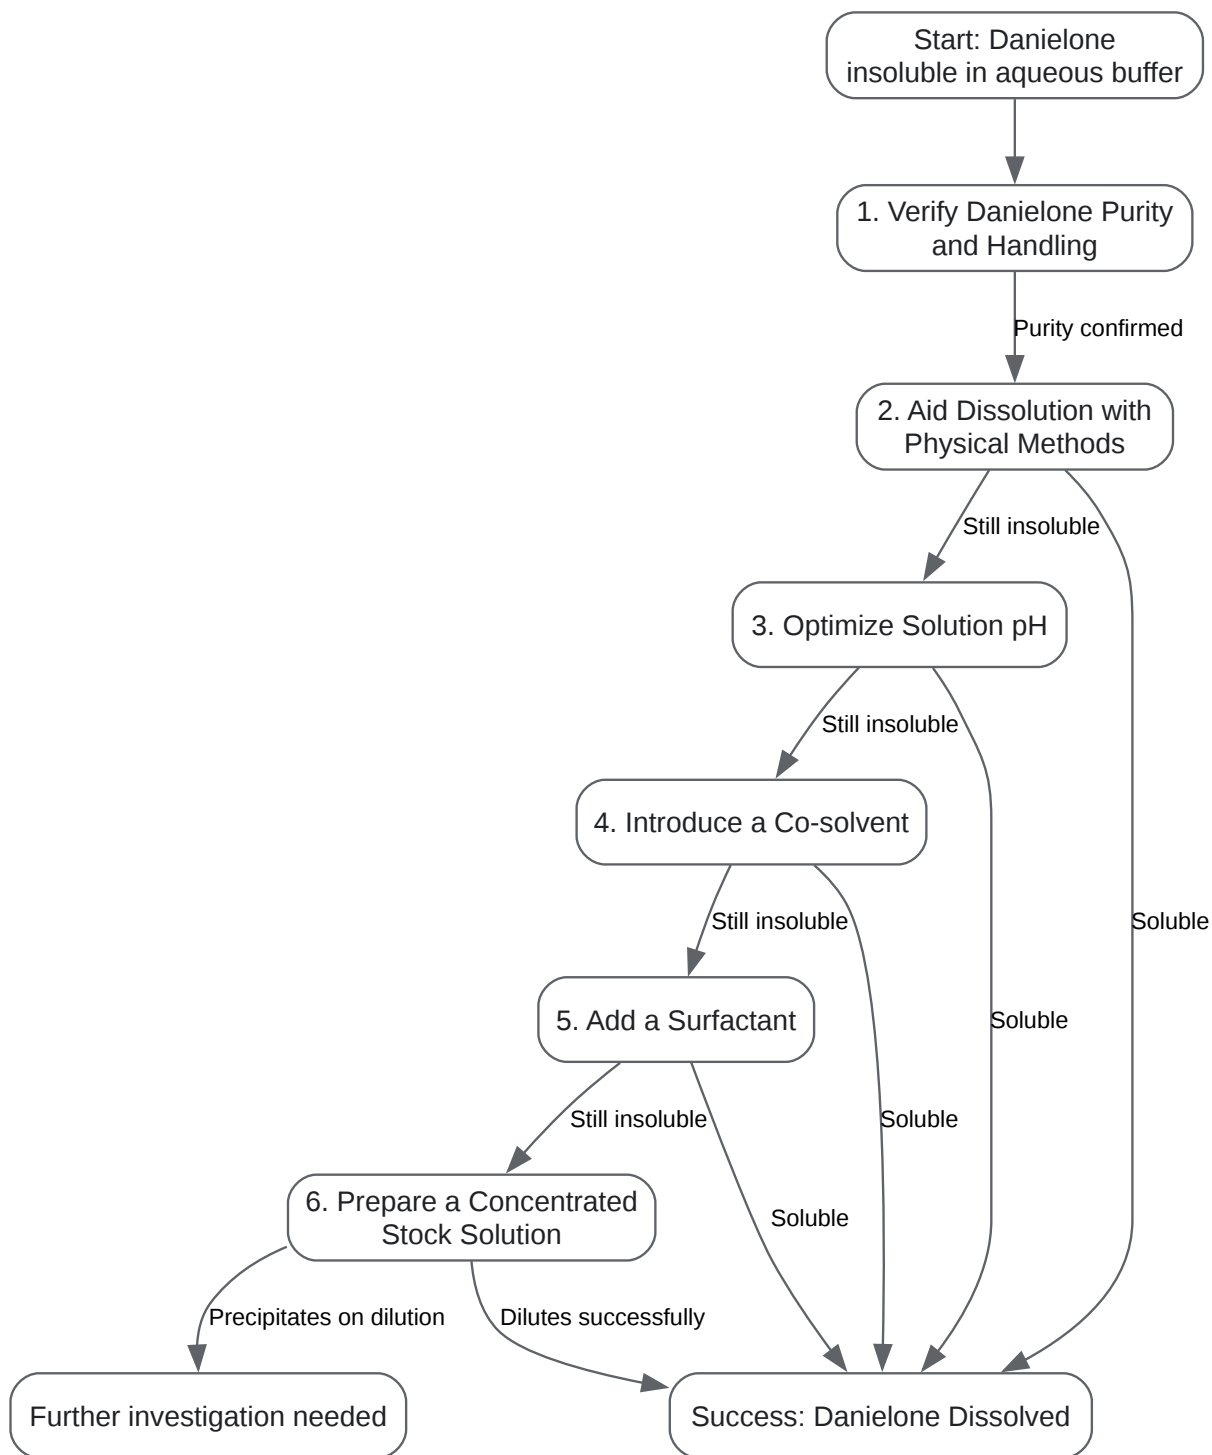 Start: Danielone
insoluble in aqueous buffer
1. Verify Danielone Purity
and Handling
Purity confirmed
2. Aid Dissolution with
Physical Methods
Still insoluble
3. Optimize Solution pH
Still insoluble
4. Introduce a Co-solvent
Still insoluble
Soluble
5. Add a Surfactant
Soluble
Still insoluble
Soluble
6. Prepare a Concentrated
Stock Solution
Soluble
Precipitates on dilution
Dilutes successfully
Further investigation needed
Success: Danielone Dissolved